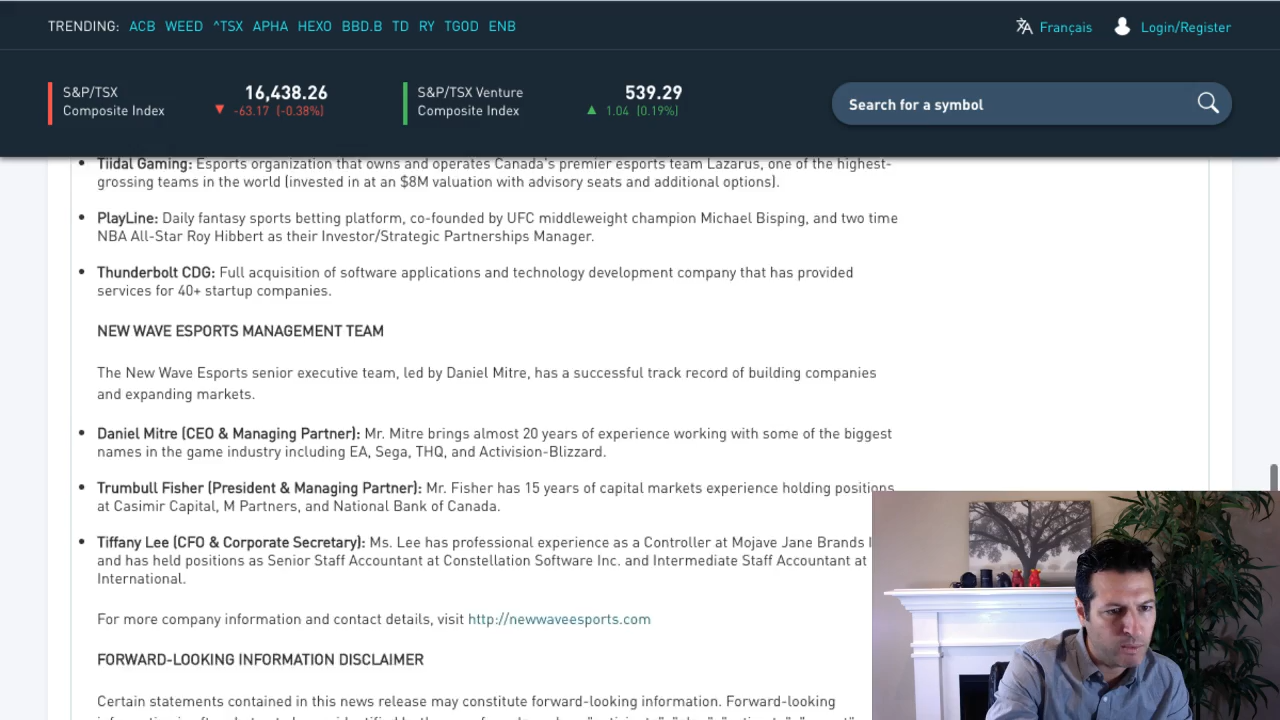 TRENDING: ACB WEED ^TSX APHA HEXO BBD.B TD RY TGOD ENB
Français
Login/Register
S&P/TSX
Composite Index
16,438.26
▼ -63.17 (-0.38%)
S&P/TSX Venture
Composite Index
539.29
▲ 1.04 (0.19%)
Search for a symbol
• Tiidal Gaming: Esports organization that owns and operates Canada's premier esports team Lazarus, one of the highest-
grossing teams in the world (invested in at an $8M valuation with advisory seats and additional options).
• PlayLine: Daily fantasy sports betting platform, co-founded by UFC middleweight champion Michael Bisping, and two time
NBA All-Star Roy Hibbert as their Investor/Strategic Partnerships Manager.
• Thunderbolt CDG: Full acquisition of software applications and technology development company that has provided
services for 40+ startup companies.
NEW WAVE ESPORTS MANAGEMENT TEAM
The New Wave Esports senior executive team, led by Daniel Mitre, has a successful track record of building companies
and expanding markets.
• Daniel Mitre (CEO & Managing Partner): Mr. Mitre brings almost 20 years of experience working with some of the biggest
names in the game industry including EA, Sega, THQ, and Activision-Blizzard.
• Trumbull Fisher (President & Managing Partner): Mr. Fisher has 15 years of capital markets experience holding positions
at Casimir Capital, M Partners, and National Bank of Canada.
• Tiffany Lee (CFO & Corporate Secretary): Ms. Lee has professional experience as a Controller at Mojave Jane Brands
and has held positions as Senior Staff Accountant at Constellation Software Inc. and Intermediate Staff Accountant at
International.
For more company information and contact details, visit http://newwaveesports.com
FORWARD-LOOKING INFORMATION DISCLAIMER
Certain statements contained in this news release may constitute forward-looking information. Forward-looking